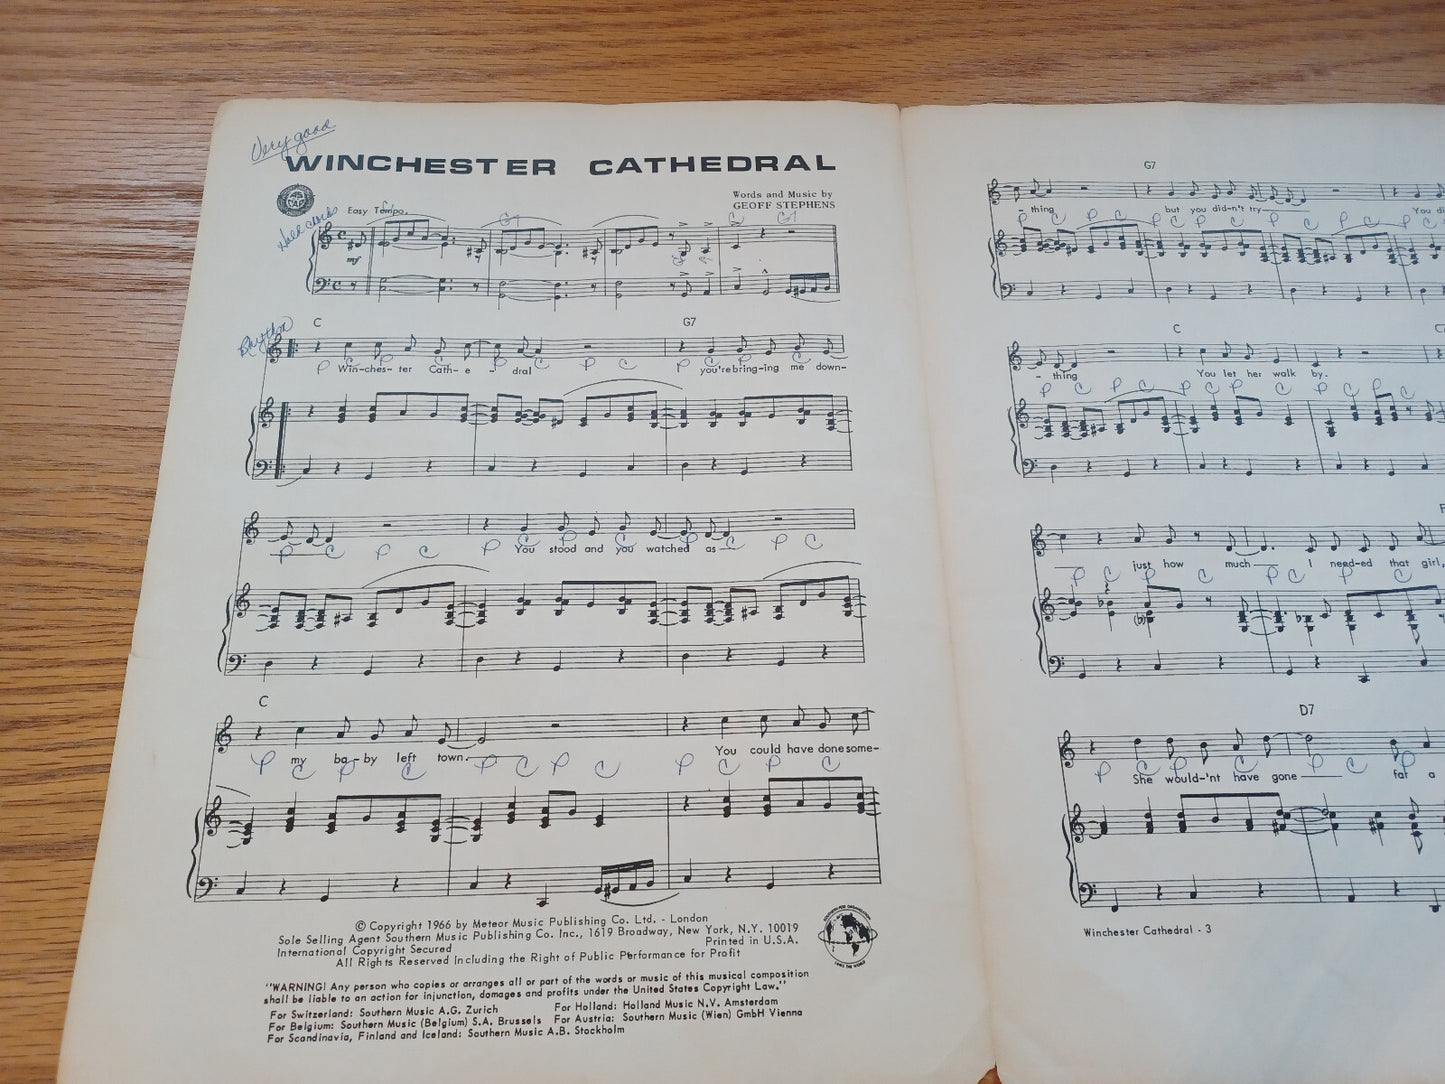 Very good
WINCHESTER CATHEDRAL
Words and Music by
GEOFF STEPHENS
Easy Tempo
Hold chords
G7
C G7
mf
Rhythm
C G7
Win-ches-ter Cath-e-dral you're bring-ing me down-
P C P C P C P C P C
P C P C P C P C
You stood and you watched as
C
my ba-by left town. You could have done some-
P C P C P C P C P C P C
© Copyright 1966 by Meteor Music Publishing Co. Ltd. - London
Sole Selling Agent Southern Music Publishing Co. Inc., 1619 Broadway, New York, N.Y. 10019
International Copyright Secured Printed in U.S.A.
All Rights Reserved Including the Right of Public Performance for Profit
"WARNING! Any person who copies or arranges all or part of the words or music of this musical composition
shall be liable to an action for injunction, damages and profits under the United States Copyright Law."
For Switzerland: Southern Music A.G. Zurich For Holland: Holland Music N.V. Amsterdam
For Belgium: Southern Music (Belgium) S.A. Brussels For Austria: Southern Music (Wien) GmbH Vienna
For Scandinavia, Finland and Iceland: Southern Music A.B. Stockholm
G7
-thing but you did-n't try You di
P C P C P C P C P C
C
-thing You let her walk by.
P C P C P C P C P C
just how much I need-ed that girl,
P C C P P C
D7
She would-'nt have gone far a
P C P C P C P
Winchester Cathedral - 3